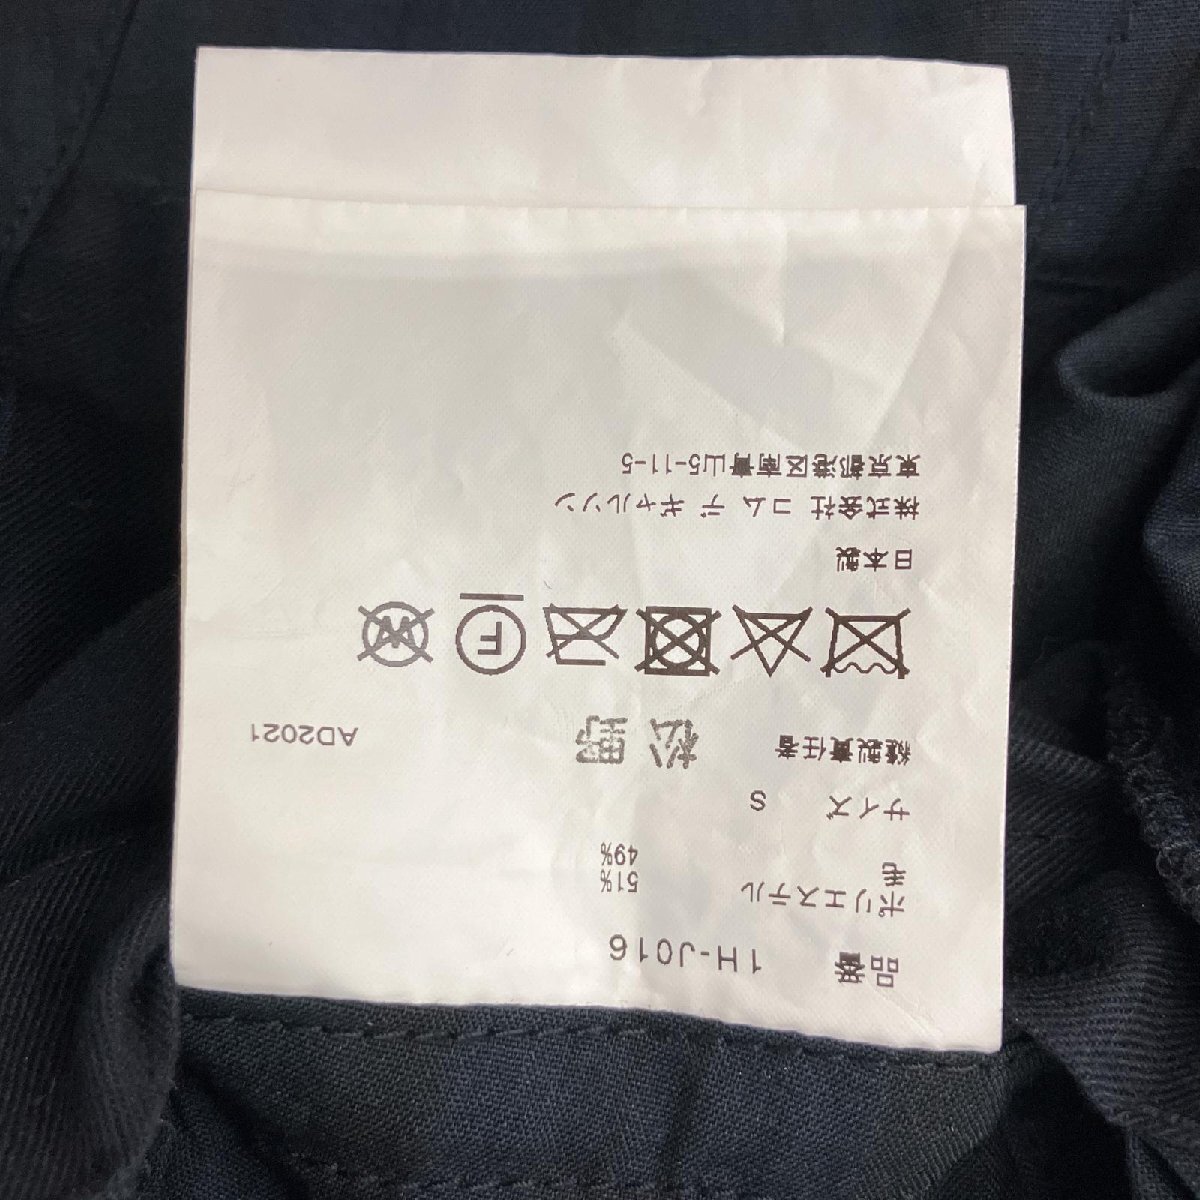 品番 1H-J016
ポリエステル 51%
毛 49%
サイズ S
縫製責任者 松野 AD2021
F W
日本製
株式会社 コム デ ギャルソン
東京都港区南青山5-11-5